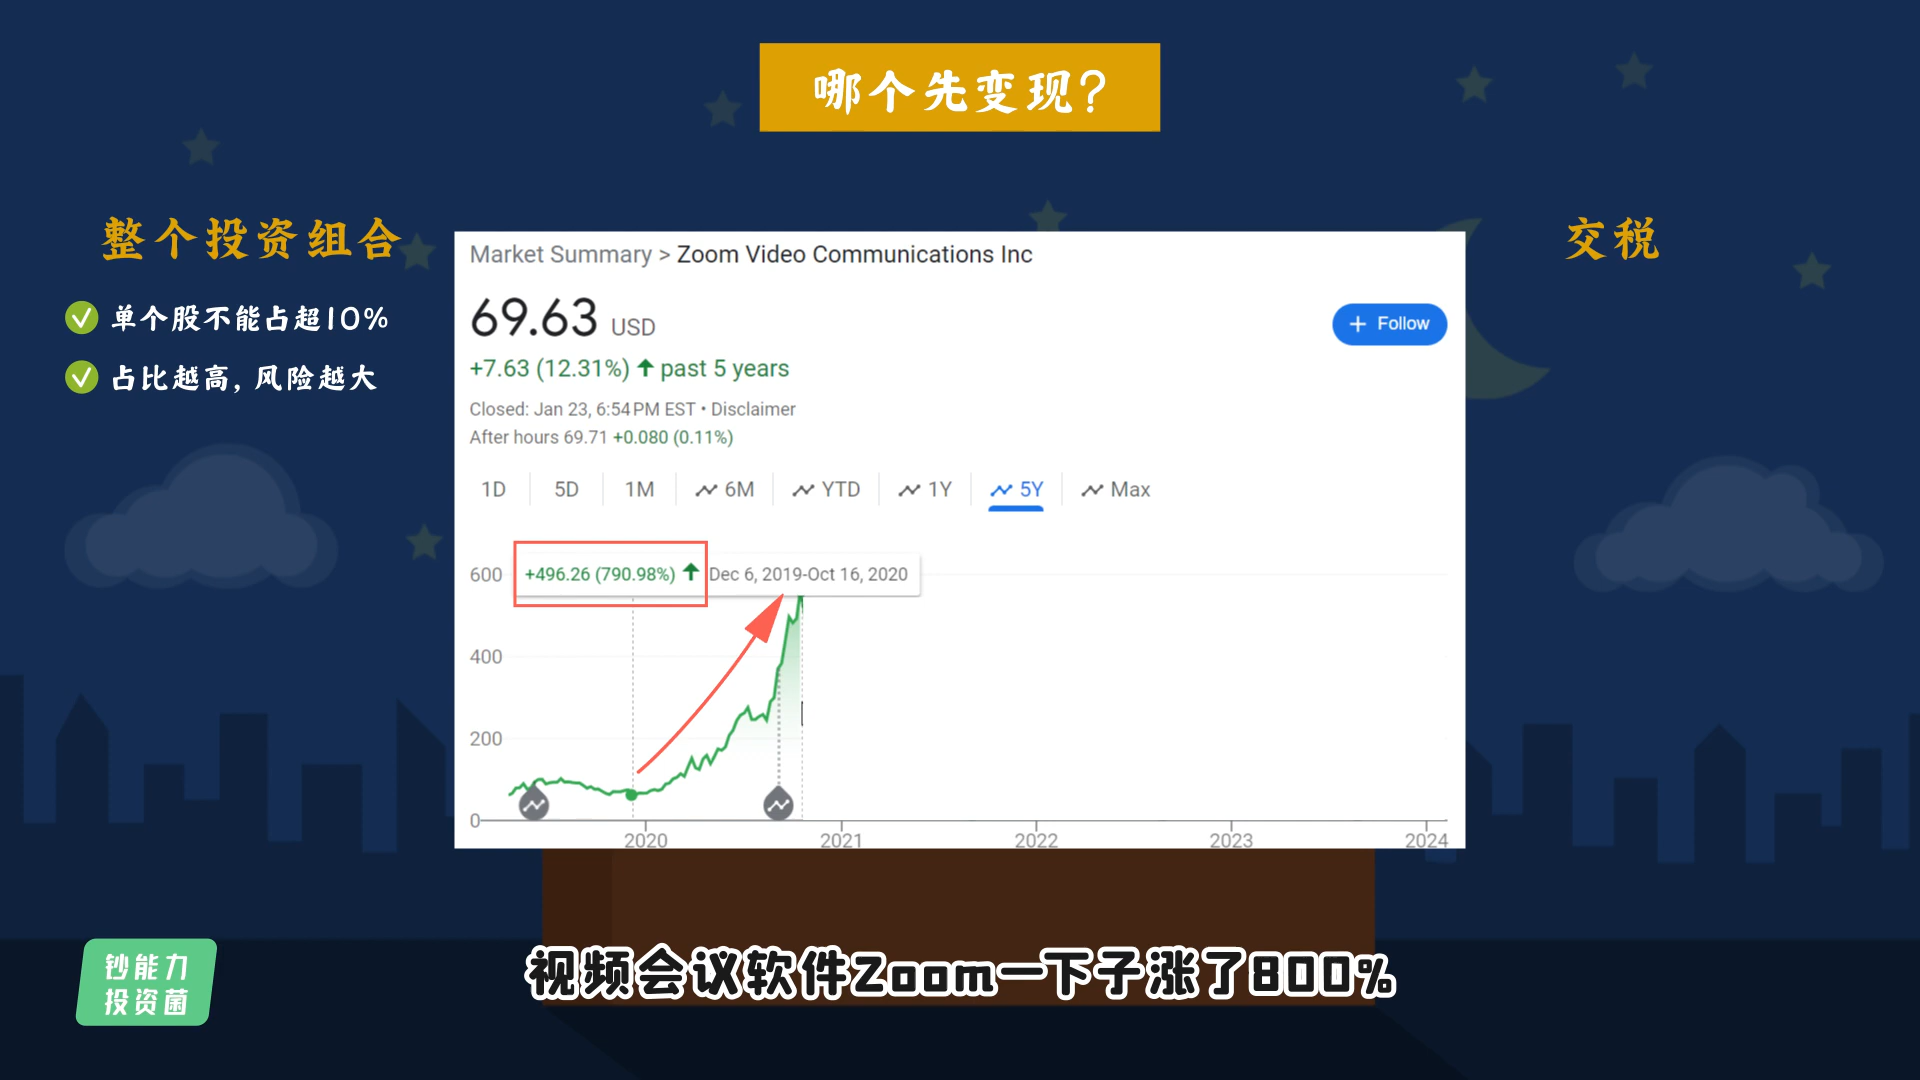 哪个先变现？
整个投资组合
单个股不能占超10%
占比越高，风险越大
交税
Market Summary > Zoom Video Communications Inc
69.63 USD
+ Follow
+7.63 (12.31%) ↑ past 5 years
Closed: Jan 23, 6:54 PM EST • Disclaimer
After hours 69.71 +0.080 (0.11%)
1D 5D 1M 6M YTD 1Y 5Y Max
+496.26 (790.98%) ↑ Dec 6, 2019-Oct 16, 2020
600
400
200
0
2020 2021 2022 2023 2024
视频会议软件Zoom一下子涨了800%
钞能力
投资菌